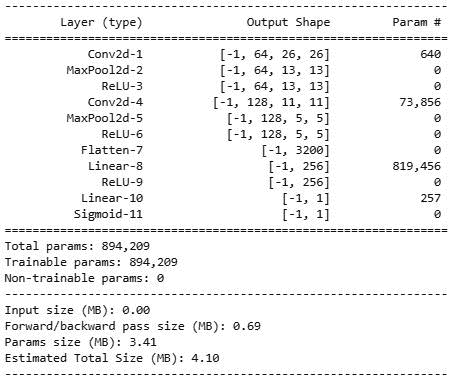 ----------------------------------------------------------------
        Layer (type)               Output Shape         Param #
================================================================
            Conv2d-1           [-1, 64, 26, 26]             640
         MaxPool2d-2           [-1, 64, 13, 13]               0
              ReLU-3           [-1, 64, 13, 13]               0
            Conv2d-4          [-1, 128, 11, 11]          73,856
         MaxPool2d-5            [-1, 128, 5, 5]               0
              ReLU-6            [-1, 128, 5, 5]               0
           Flatten-7                 [-1, 3200]               0
            Linear-8                  [-1, 256]         819,456
              ReLU-9                  [-1, 256]               0
           Linear-10                    [-1, 1]             257
          Sigmoid-11                    [-1, 1]               0
================================================================
Total params: 894,209
Trainable params: 894,209
Non-trainable params: 0
----------------------------------------------------------------
Input size (MB): 0.00
Forward/backward pass size (MB): 0.69
Params size (MB): 3.41
Estimated Total Size (MB): 4.10
----------------------------------------------------------------